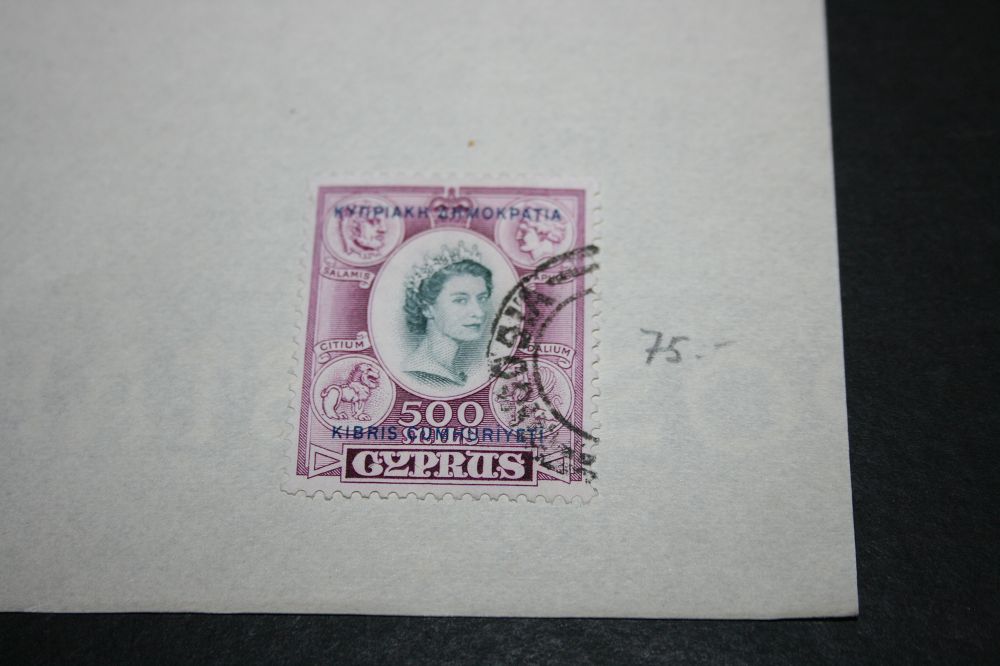 ΚΥΠΡΙΑΚΗ ΔΗΜΟΚΡΑΤΙΑ
SALAMIS
CITIUM
75.-
500
KIBRIS CUMHURIYETI
CYPRUS